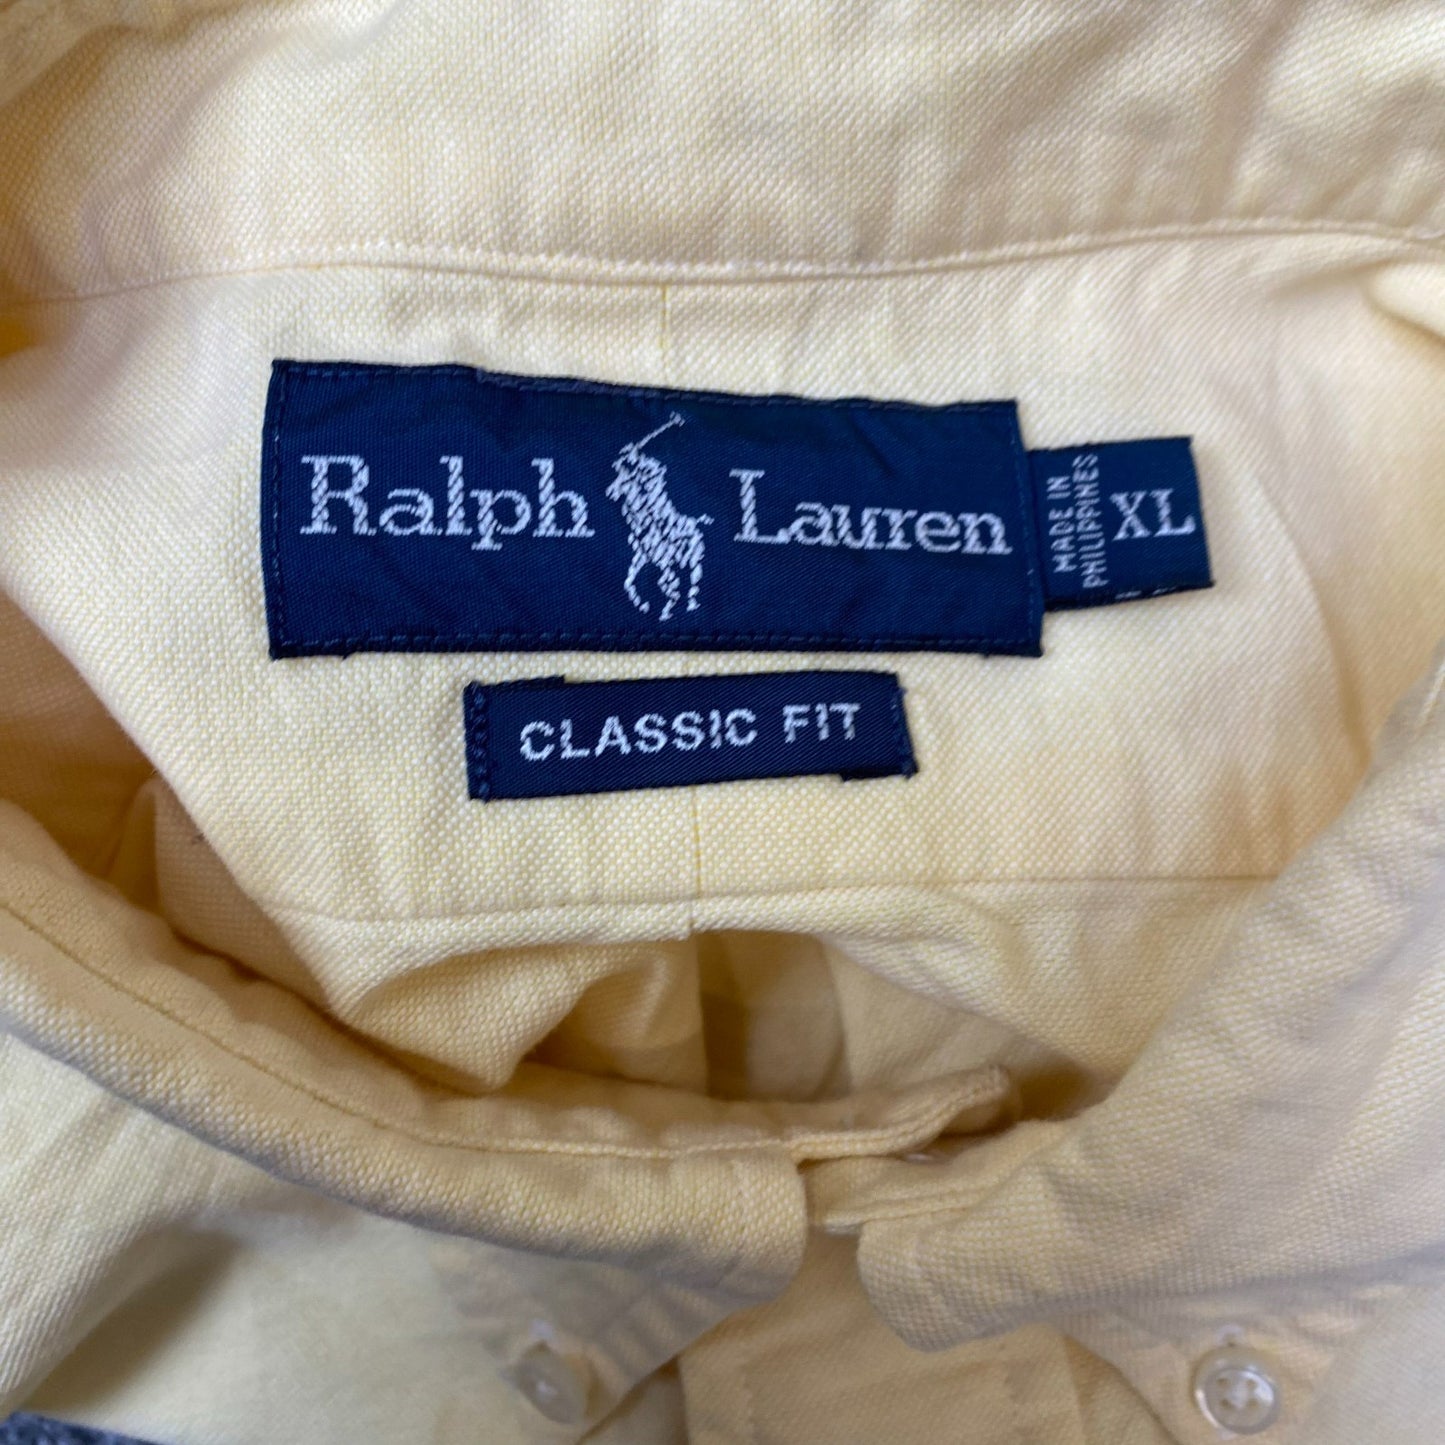 Ralph Lauren
MADE IN
PHILIPPINES
XL
CLASSIC FIT